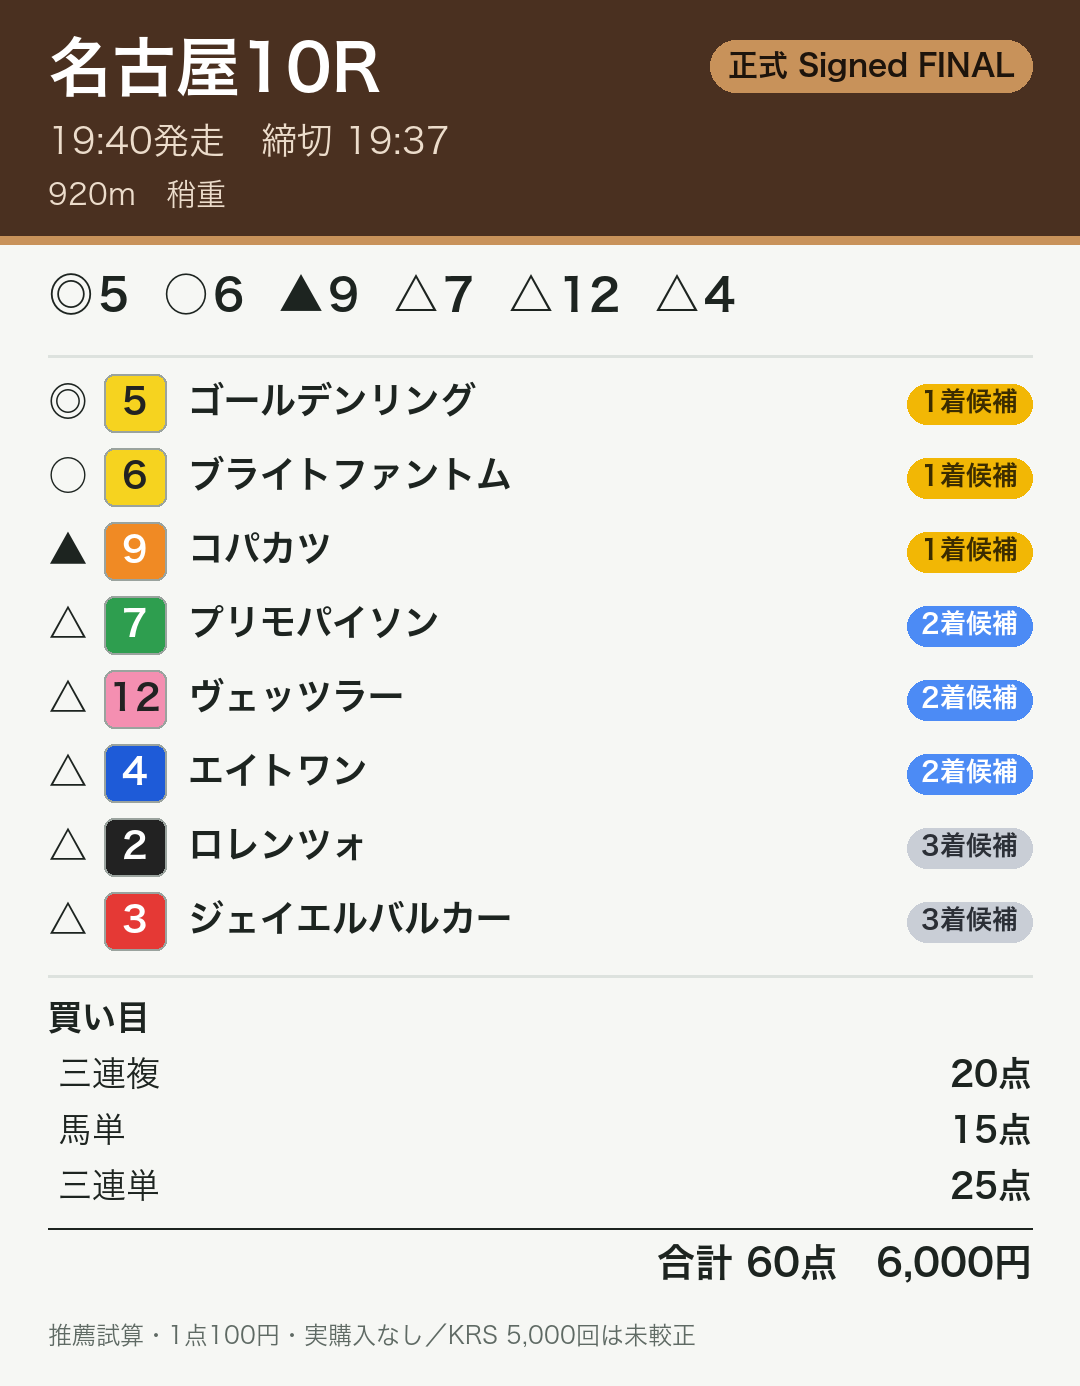 名古屋10R
正式 Signed FINAL
19:40発走　締切 19:37
920m　稍重
◎5 ○6 ▲9 △7 △12 △4
◎ 5 ゴールデンリング 1着候補
○ 6 ブライトファントム 1着候補
▲ 9 コパカツ 1着候補
△ 7 プリモパイソン 2着候補
△ 12 ヴェッツラー 2着候補
△ 4 エイトワン 2着候補
△ 2 ロレンツォ 3着候補
△ 3 ジェイエルバルカー 3着候補
買い目
三連複 20点
馬単 15点
三連単 25点
合計 60点　6,000円
推薦試算・1点100円・実購入なし／KRS 5,000回は未較正